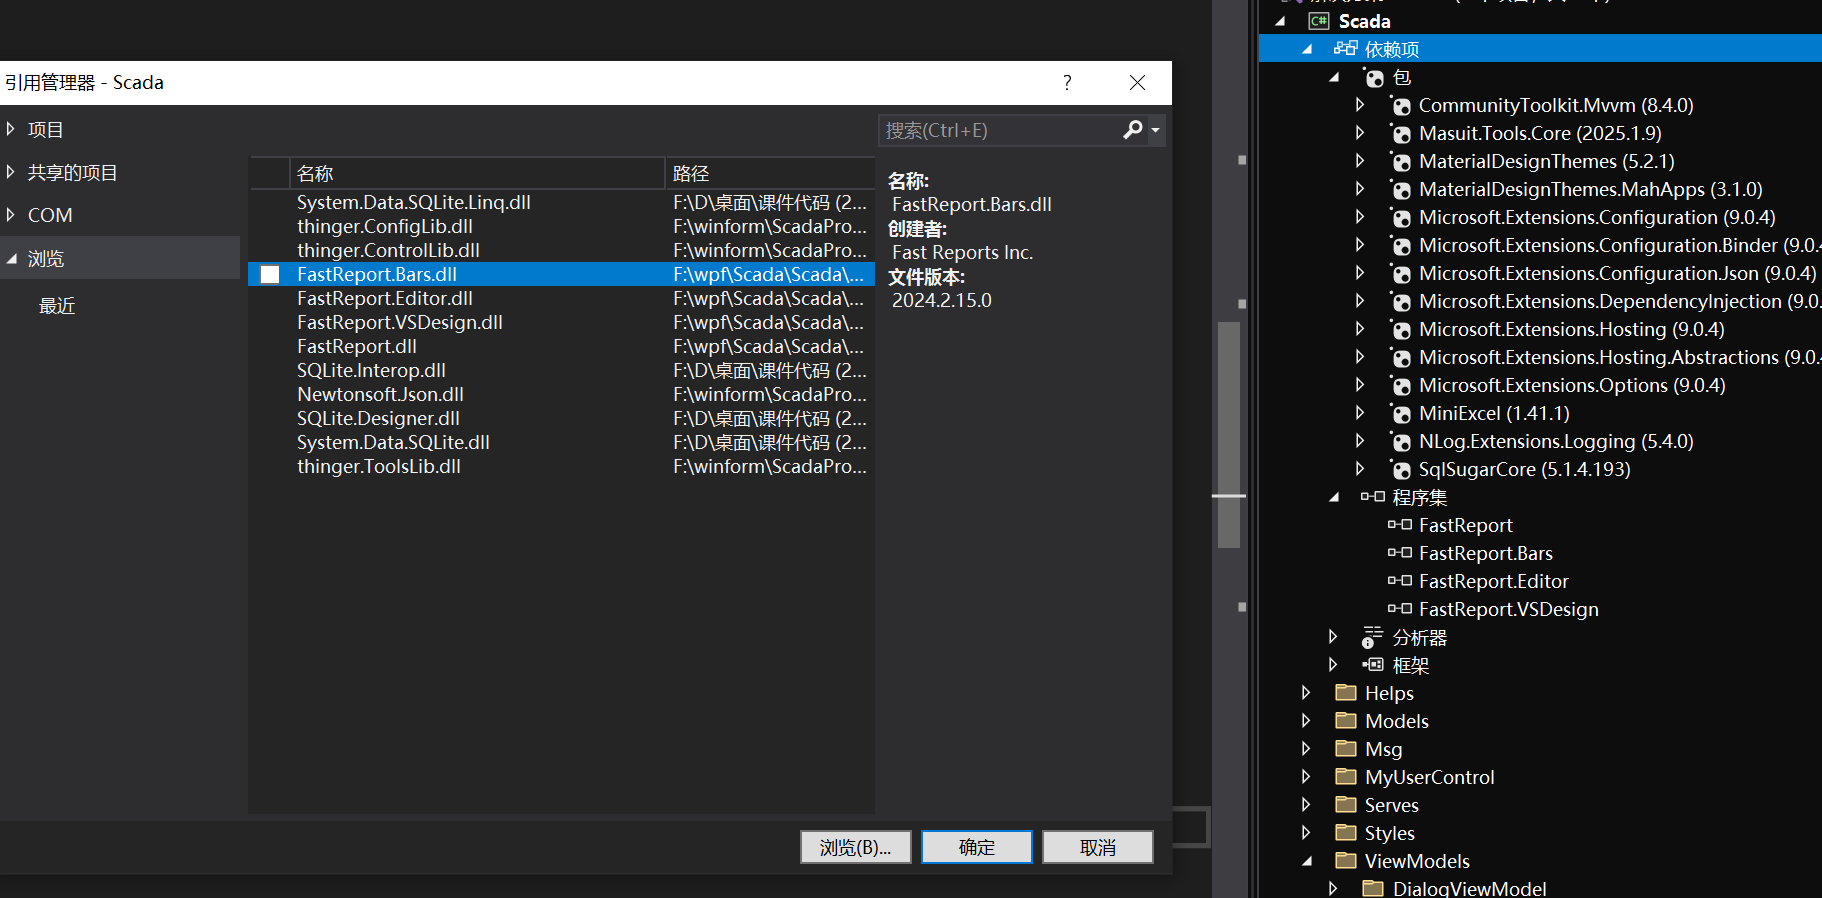 引用管理器 - Scada
?
项目
共享的项目
COM
浏览
最近
搜索(Ctrl+E)
名称
路径
System.Data.SQLite.Linq.dll
F:\D\桌面\课件代码 (2...
thinger.ConfigLib.dll
F:\winform\ScadaPro...
thinger.ControlLib.dll
F:\winform\ScadaPro...
FastReport.Bars.dll
F:\wpf\Scada\Scada\...
FastReport.Editor.dll
F:\wpf\Scada\Scada\...
FastReport.VSDesign.dll
F:\wpf\Scada\Scada\...
FastReport.dll
F:\wpf\Scada\Scada\...
SQLite.Interop.dll
F:\D\桌面\课件代码 (2...
Newtonsoft.Json.dll
F:\winform\ScadaPro...
SQLite.Designer.dll
F:\D\桌面\课件代码 (2...
System.Data.SQLite.dll
F:\D\桌面\课件代码 (2...
thinger.ToolsLib.dll
F:\winform\ScadaPro...
名称:
FastReport.Bars.dll
创建者:
Fast Reports Inc.
文件版本:
2024.2.15.0
浏览(B)...
确定
取消
C# Scada
依赖项
包
CommunityToolkit.Mvvm (8.4.0)
Masuit.Tools.Core (2025.1.9)
MaterialDesignThemes (5.2.1)
MaterialDesignThemes.MahApps (3.1.0)
Microsoft.Extensions.Configuration (9.0.4)
Microsoft.Extensions.Configuration.Binder (9.0.4
Microsoft.Extensions.Configuration.Json (9.0.4)
Microsoft.Extensions.DependencyInjection (9.0.
Microsoft.Extensions.Hosting (9.0.4)
Microsoft.Extensions.Hosting.Abstractions (9.0.4
Microsoft.Extensions.Options (9.0.4)
MiniExcel (1.41.1)
NLog.Extensions.Logging (5.4.0)
SqlSugarCore (5.1.4.193)
程序集
FastReport
FastReport.Bars
FastReport.Editor
FastReport.VSDesign
分析器
框架
Helps
Models
Msg
MyUserControl
Serves
Styles
ViewModels
DialogViewModel